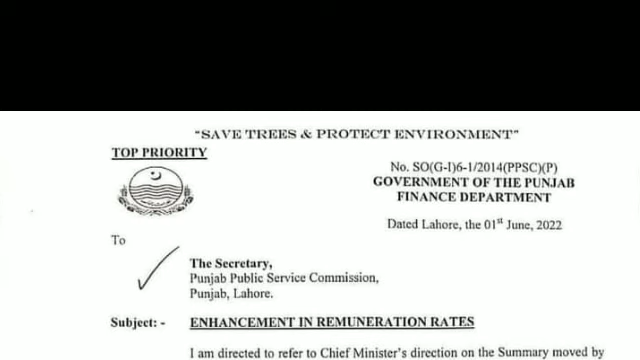 "SAVE TREES & PROTECT ENVIRONMENT"
TOP PRIORITY
No. SO(G-I)6-1/2014(PPSC)(P)
GOVERNMENT OF THE PUNJAB
FINANCE DEPARTMENT
Dated Lahore, the 01st June, 2022
To
The Secretary,
Punjab Public Service Commission,
Punjab, Lahore.
Subject: - ENHANCEMENT IN REMUNERATION RATES
I am directed to refer to Chief Minister's direction on the Summary moved by